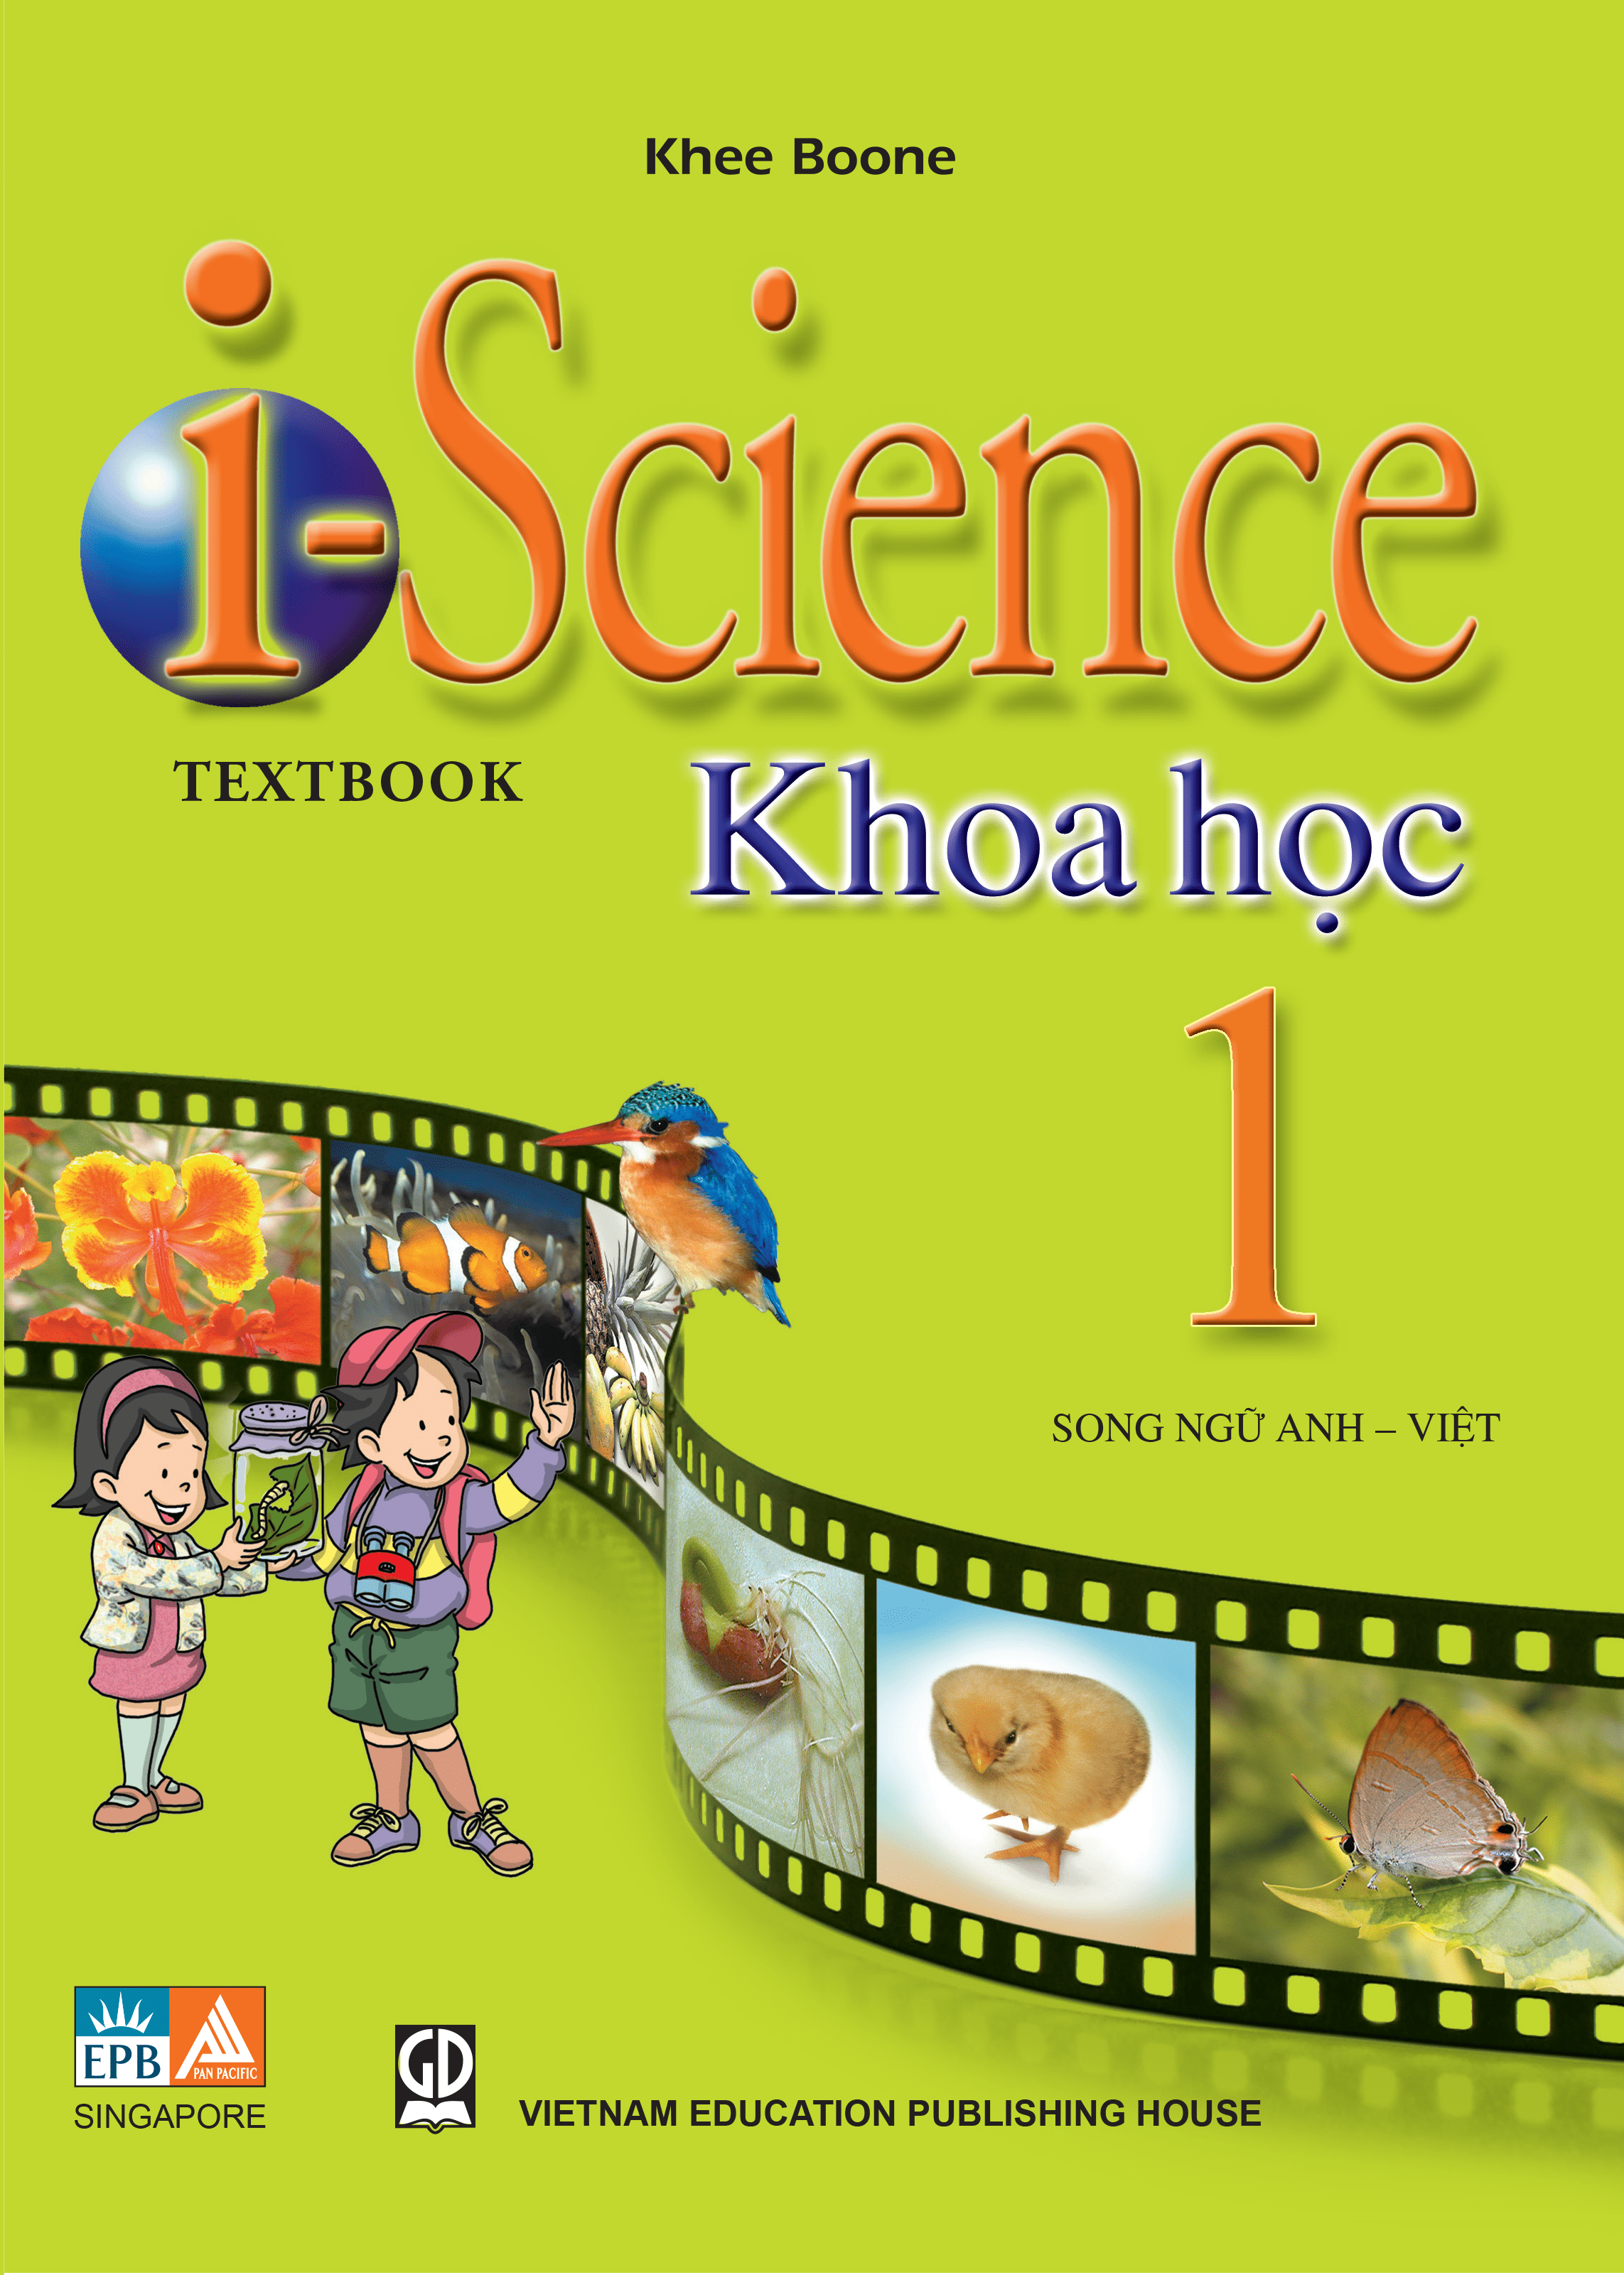 Khee Boone
i-Science
TEXTBOOK
Khoa học
1
SONG NGỮ ANH – VIỆT
EPB
PAN PACIFIC
SINGAPORE
GD
VIETNAM EDUCATION PUBLISHING HOUSE